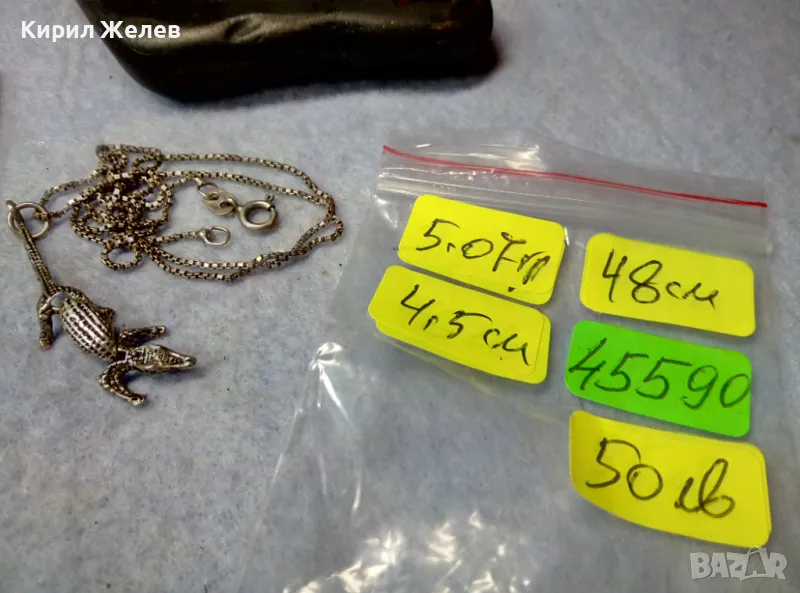 Кирил Желев
5.07гр
48см
4,5см
45590
50лв
BAZAR